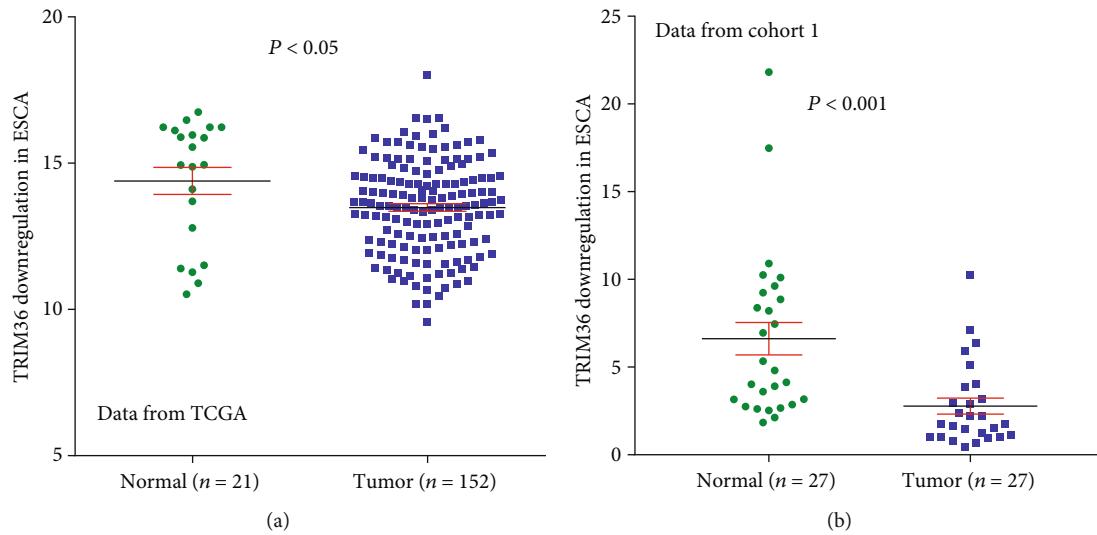 TRIM36 downregulation in ESCA
20
15
10
5
P < 0.05
Data from TCGA
Normal (n = 21)
Tumor (n = 152)
(a)
TRIM36 downregulation in ESCA
25
20
15
10
5
0
Data from cohort 1
P < 0.001
Normal (n = 27)
Tumor (n = 27)
(b)